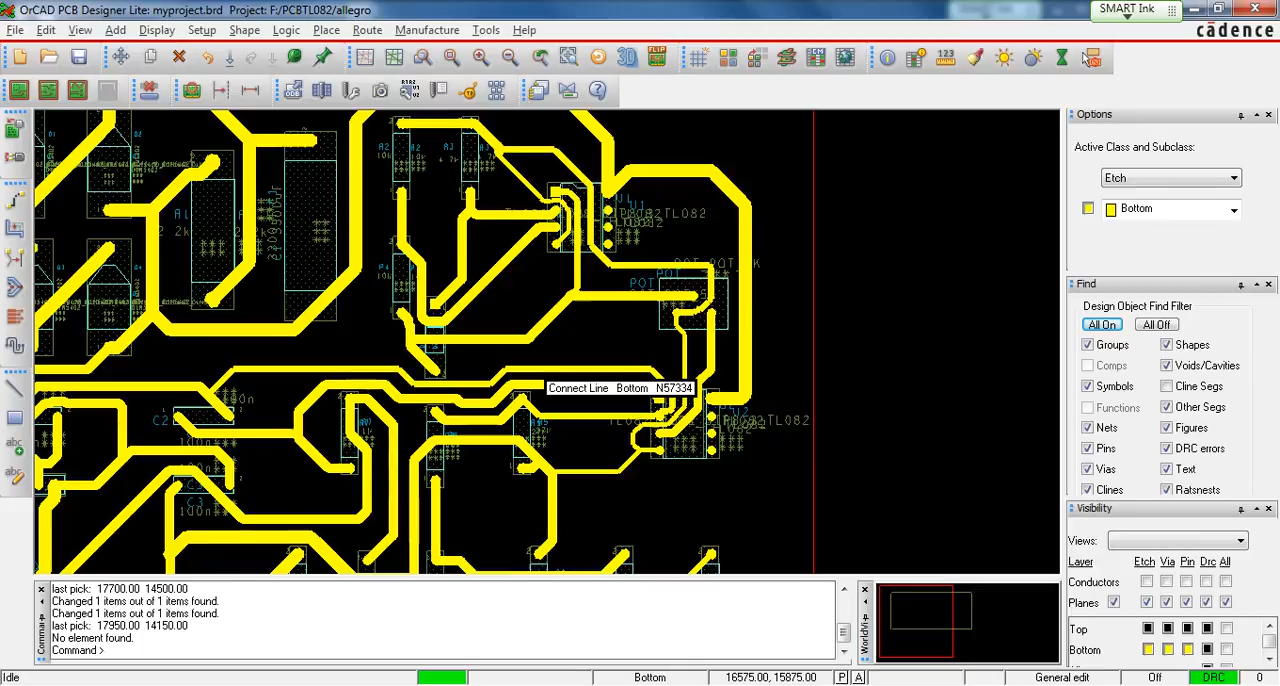 OrCAD PCB Designer Lite: myproject.brd Project: F:/PCBTL082/allegro
SMART Ink
File Edit View Add Display Setup Shape Logic Place Route Manufacture Tools Help
cādence
Options
Active Class and Subclass:
Etch
Bottom
Find
Design Object Find Filter
All On All Off
Groups Shapes
Comps Voids/Cavities
Symbols Cline Segs
Functions Other Segs
Nets Figures
Pins DRC errors
Vias Text
Clines Ratsnests
Visibility
Views:
Layer Etch Via Pin Drc All
Conductors
Planes
Top
Bottom
POT
Connect Line Bottom N57334
C2
C3
last pick: 17700.00 14500.00
Changed 1 items out of 1 items found.
Changed 1 items out of 1 items found.
last pick: 17950.00 14150.00
No element found.
Command >
WorldVie
Idle Bottom 16575.00, 15875.00 P A General edit Off DRC 0